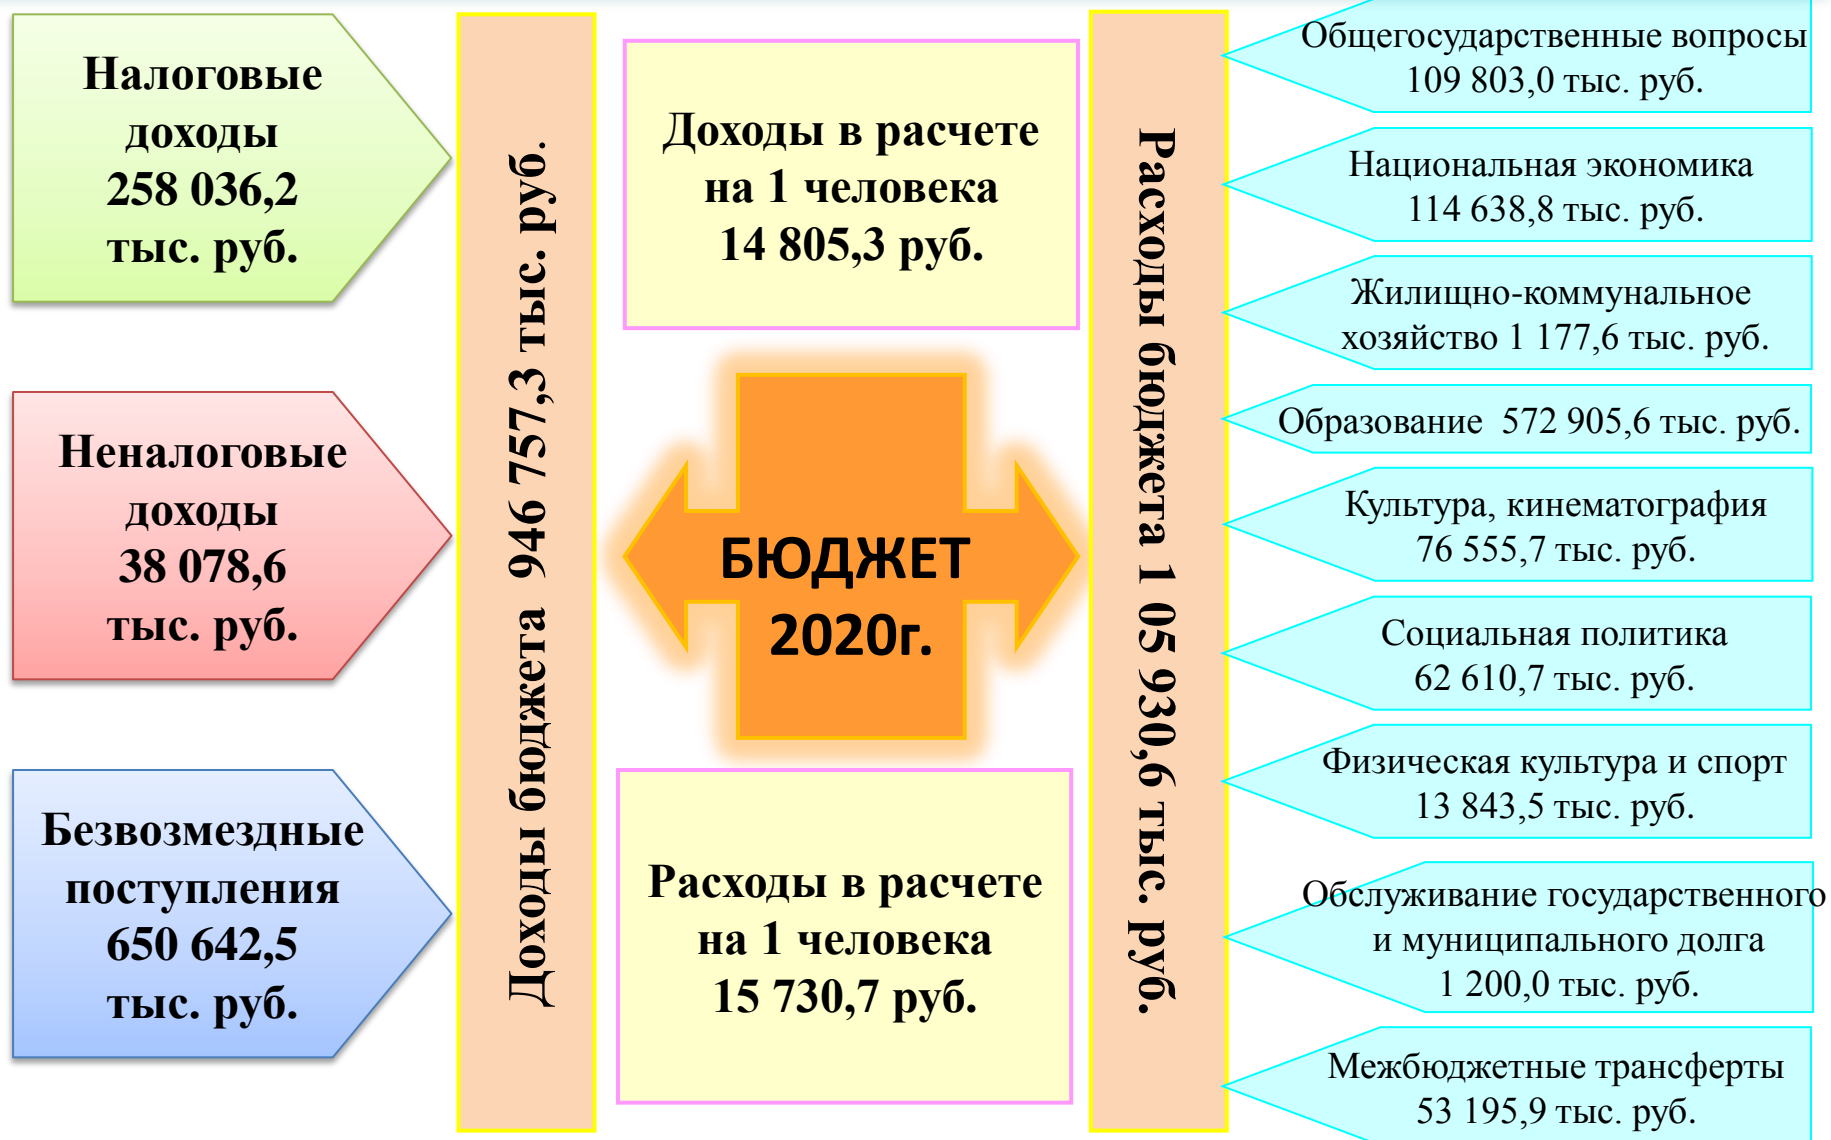 Налоговые
доходы
258 036,2
тыс. руб.
Неналоговые
доходы
38 078,6
тыс. руб.
Безвозмездные
поступления
650 642,5
тыс. руб.
Доходы бюджета 946 757,3 тыс. руб.
Доходы в расчете
на 1 человека
14 805,3 руб.
БЮДЖЕТ
2020г.
Расходы в расчете
на 1 человека
15 730,7 руб.
Расходы бюджета 1 05 930,6 тыс. руб.
Общегосударственные вопросы
109 803,0 тыс. руб.
Национальная экономика
114 638,8 тыс. руб.
Жилищно-коммунальное
хозяйство 1 177,6 тыс. руб.
Образование 572 905,6 тыс. руб.
Культура, кинематография
76 555,7 тыс. руб.
Социальная политика
62 610,7 тыс. руб.
Физическая культура и спорт
13 843,5 тыс. руб.
Обслуживание государственного
и муниципального долга
1 200,0 тыс. руб.
Межбюджетные трансферты
53 195,9 тыс. руб.